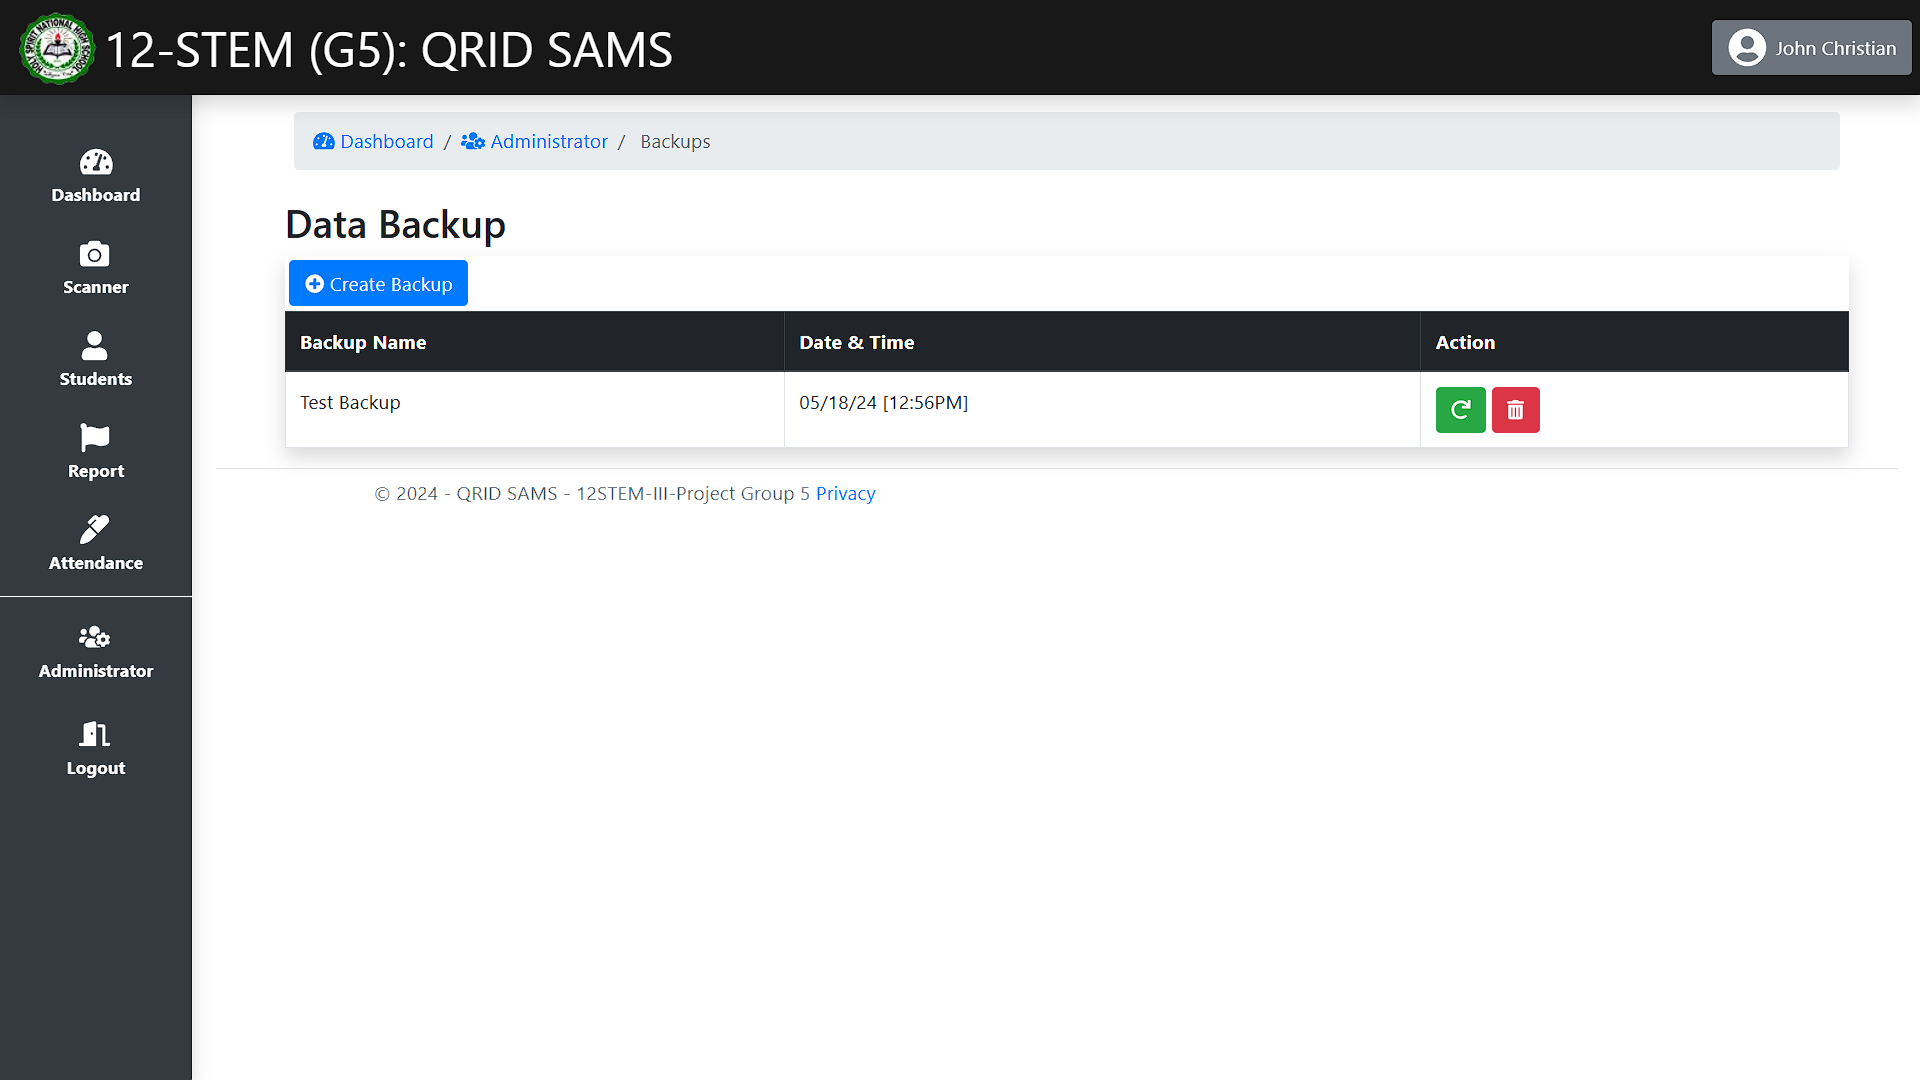 12-STEM (G5): QRID SAMS
John Christian
Dashboard / Administrator / Backups
Dashboard
Scanner
Students
Report
Attendance
Administrator
Logout
Data Backup
Create Backup
Backup Name Date & Time Action
Test Backup 05/18/24 [12:56PM]
© 2024 - QRID SAMS - 12STEM-III-Project Group 5 Privacy